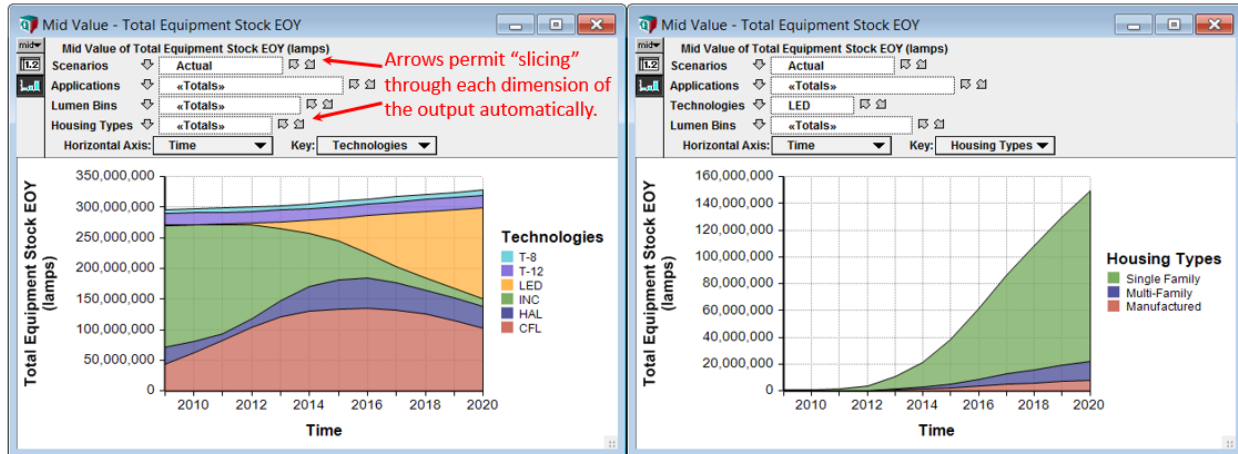 Mid Value - Total Equipment Stock EOY
mid
Mid Value of Total Equipment Stock EOY (lamps)
1.2
Scenarios Actual
Applications «Totals»
Lumen Bins «Totals»
Housing Types «Totals»
Horizontal Axis: Time Key: Technologies
Arrows permit “slicing”
through each dimension of
the output automatically.
Total Equipment Stock EOY
(lamps)
350,000,000
300,000,000
250,000,000
200,000,000
150,000,000
100,000,000
50,000,000
0
2010 2012 2014 2016 2018 2020
Time
Technologies
T-8
T-12
LED
INC
HAL
CFL
Mid Value - Total Equipment Stock EOY
mid
Mid Value of Total Equipment Stock EOY (lamps)
1.2
Scenarios Actual
Applications «Totals»
Technologies LED
Lumen Bins «Totals»
Horizontal Axis: Time Key: Housing Types
Total Equipment Stock EOY
(lamps)
160,000,000
140,000,000
120,000,000
100,000,000
80,000,000
60,000,000
40,000,000
20,000,000
0
2010 2012 2014 2016 2018 2020
Time
Housing Types
Single Family
Multi-Family
Manufactured